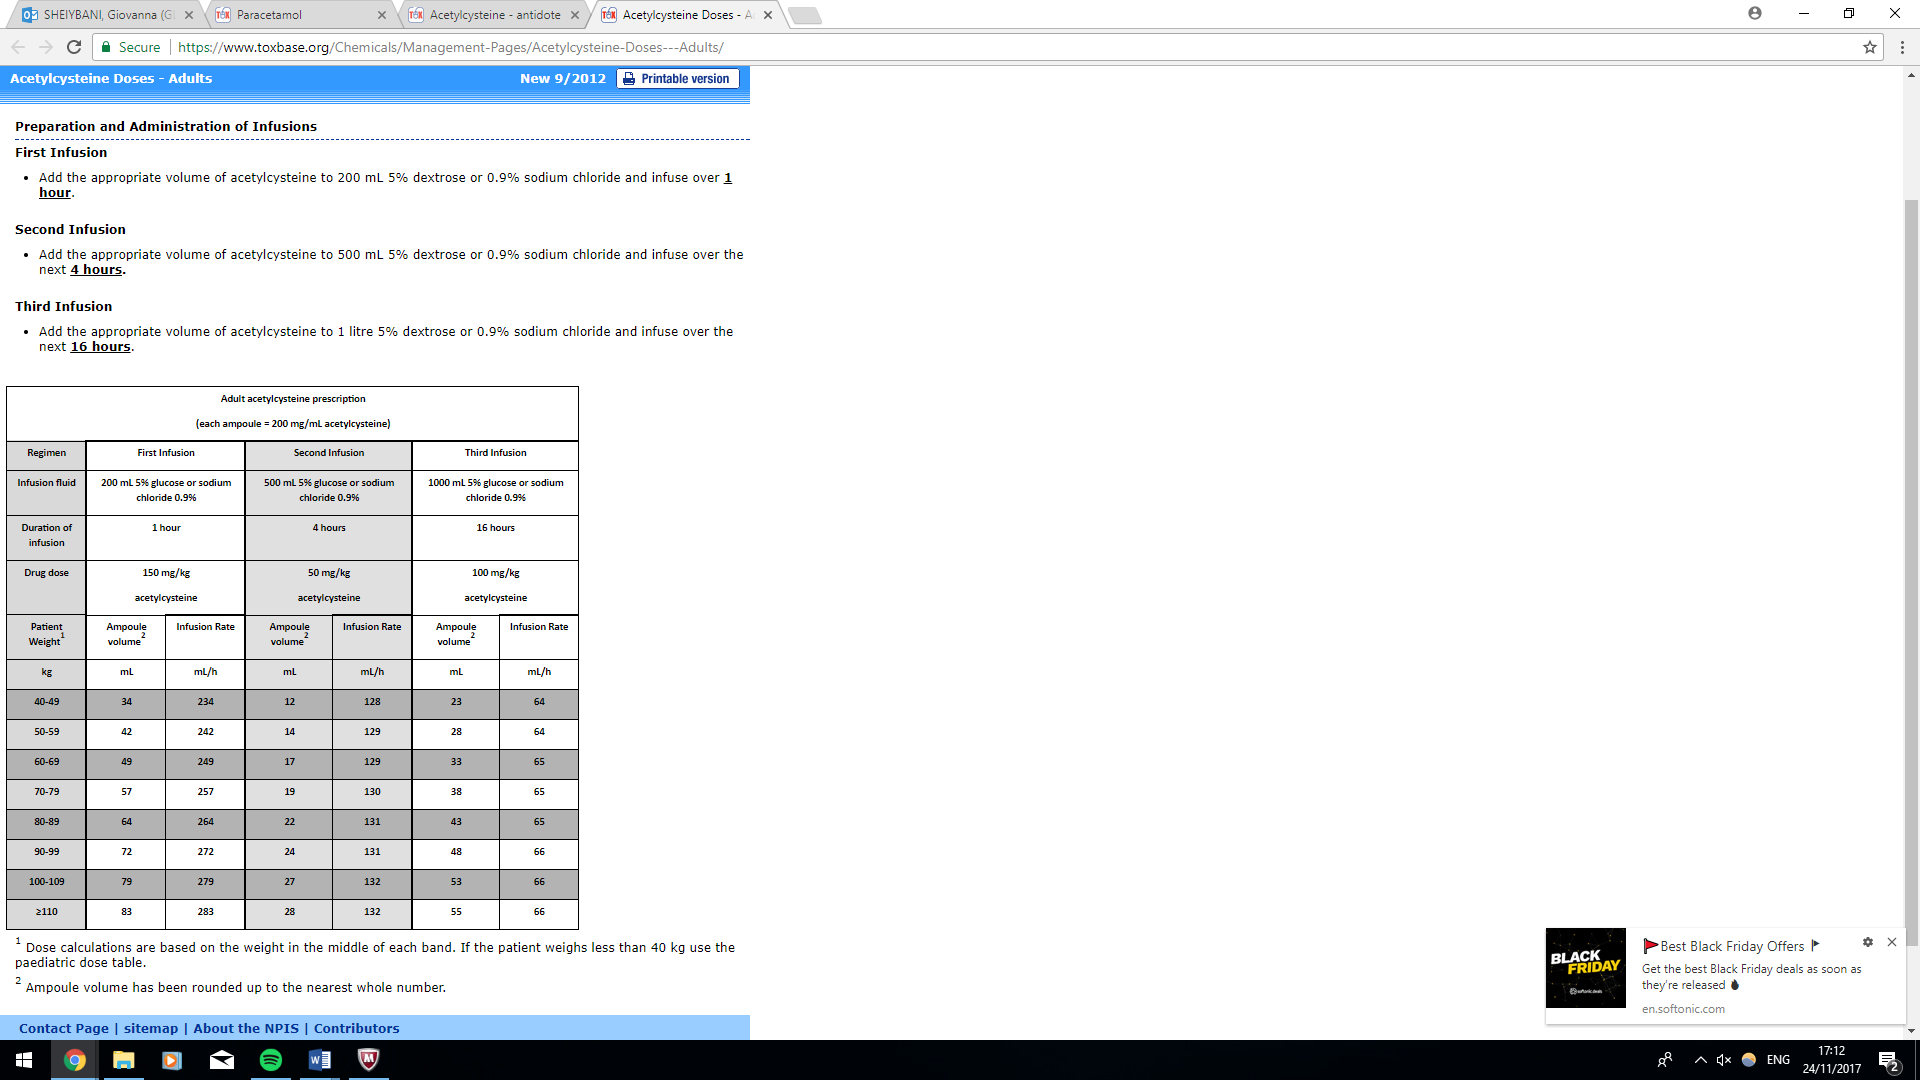 SHEIYBANI, Giovanna (G
Paracetamol
Acetylcysteine - antidote
Acetylcysteine Doses - A
Secure
https://www.toxbase.org/Chemicals/Management-Pages/Acetylcysteine-Doses---Adults/
Acetylcysteine Doses - Adults New 9/2012 Printable version
Preparation and Administration of Infusions
First Infusion
• Add the appropriate volume of acetylcysteine to 200 mL 5% dextrose or 0.9% sodium chloride and infuse over 1
hour.
Second Infusion
• Add the appropriate volume of acetylcysteine to 500 mL 5% dextrose or 0.9% sodium chloride and infuse over the
next 4 hours.
Third Infusion
• Add the appropriate volume of acetylcysteine to 1 litre 5% dextrose or 0.9% sodium chloride and infuse over the
next 16 hours.
Adult acetylcysteine prescription
(each ampoule = 200 mg/mL acetylcysteine)
Regimen First Infusion Second Infusion Third Infusion
Infusion fluid 200 mL 5% glucose or sodium chloride 0.9% 500 mL 5% glucose or sodium chloride 0.9% 1000 mL 5% glucose or sodium chloride 0.9%
Duration of infusion 1 hour 4 hours 16 hours
Drug dose 150 mg/kg acetylcysteine 50 mg/kg acetylcysteine 100 mg/kg acetylcysteine
Patient Weight1 Ampoule volume2 Infusion Rate Ampoule volume2 Infusion Rate Ampoule volume2 Infusion Rate
kg mL mL/h mL mL/h mL mL/h
40-49 34 234 12 128 23 64
50-59 42 242 14 129 28 64
60-69 49 249 17 129 33 65
70-79 57 257 19 130 38 65
80-89 64 264 22 131 43 65
90-99 72 272 24 131 48 66
100-109 79 279 27 132 53 66
≥110 83 283 28 132 55 66
1 Dose calculations are based on the weight in the middle of each band. If the patient weighs less than 40 kg use the
paediatric dose table.
2 Ampoule volume has been rounded up to the nearest whole number.
Contact Page | sitemap | About the NPIS | Contributors
BLACK
FRIDAY
Best Black Friday Offers
Get the best Black Friday deals as soon as
they're released
en.softonic.com
ENG
17:12
24/11/2017
2